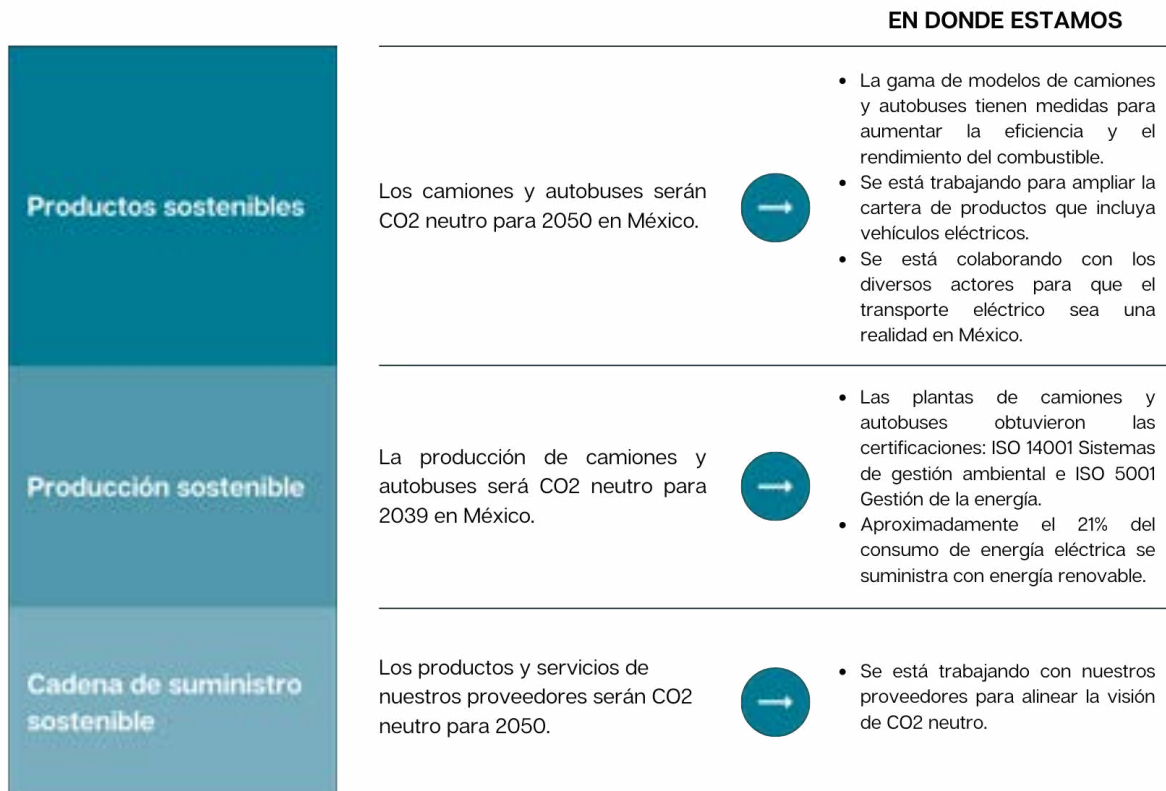 EN DONDE ESTAMOS
Productos sostenibles
Los camiones y autobuses serán
CO2 neutro para 2050 en México.
• La gama de modelos de camiones
y autobuses tienen medidas para
aumentar la eficiencia y el
rendimiento del combustible.
• Se está trabajando para ampliar la
cartera de productos que incluya
vehículos eléctricos.
• Se está colaborando con los
diversos actores para que el
transporte eléctrico sea una
realidad en México.
Producción sostenible
La producción de camiones y
autobuses será CO2 neutro para
2039 en México.
• Las plantas de camiones y
autobuses obtuvieron las
certificaciones: ISO 14001 Sistemas
de gestión ambiental e ISO 5001
Gestión de la energía.
• Aproximadamente el 21% del
consumo de energía eléctrica se
suministra con energía renovable.
Cadena de suministro
sostenible
Los productos y servicios de
nuestros proveedores serán CO2
neutro para 2050.
• Se está trabajando con nuestros
proveedores para alinear la visión
de CO2 neutro.